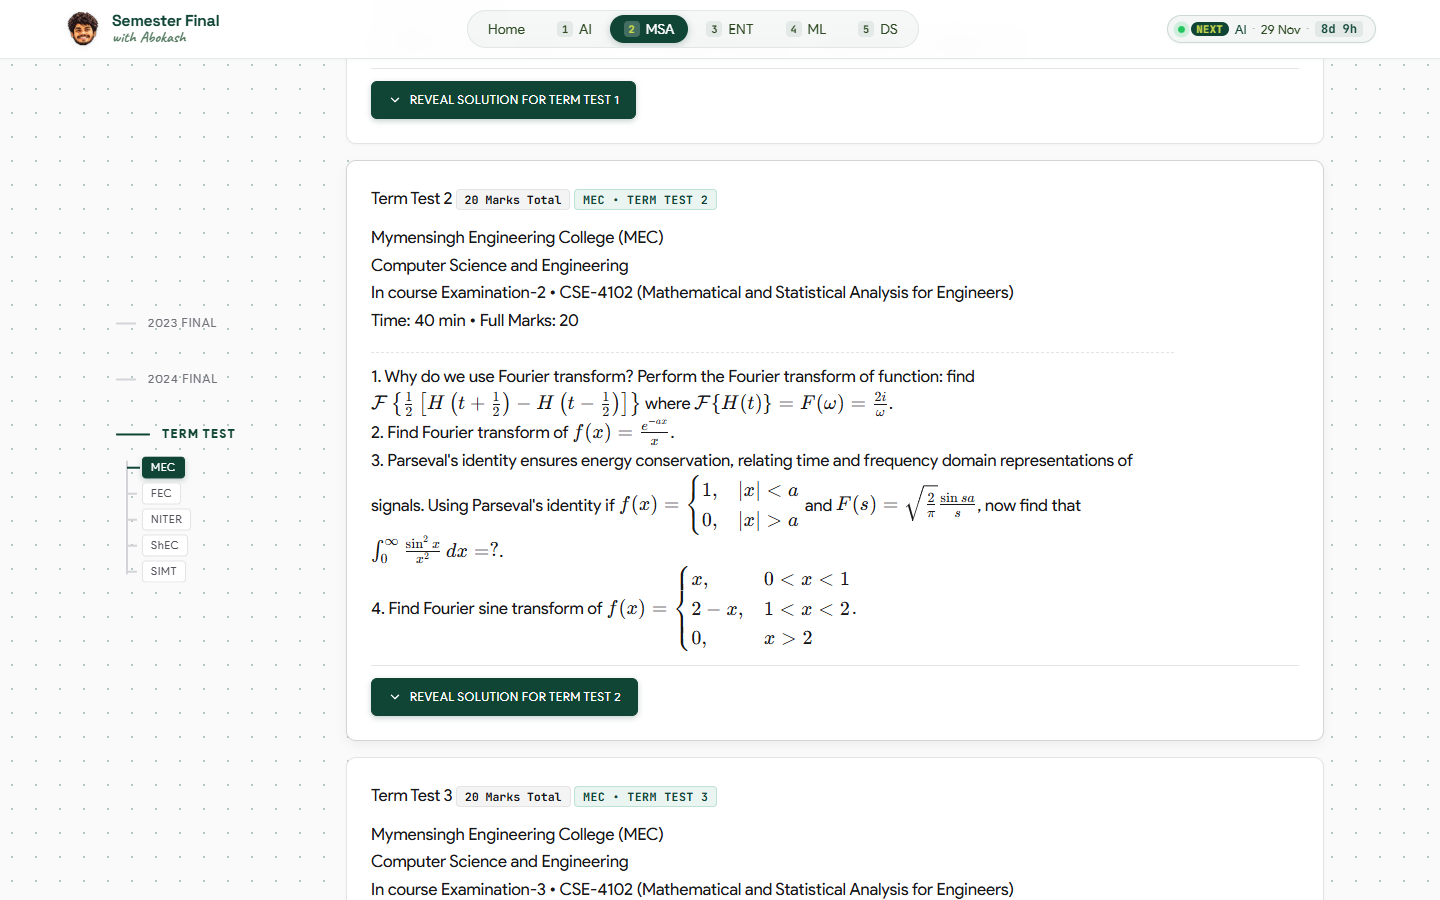 Semester Final
with Abokash
Home 1 AI 2 MSA 3 ENT 4 ML 5 DS
NEXT AI · 29 Nov · 8d 9h
REVEAL SOLUTION FOR TERM TEST 1
2023 FINAL
2024 FINAL
TERM TEST
MEC
FEC
NITER
ShEC
SIMT
Term Test 2 20 Marks Total MEC • TERM TEST 2
Mymensingh Engineering College (MEC)
Computer Science and Engineering
In course Examination-2 • CSE-4102 (Mathematical and Statistical Analysis for Engineers)
Time: 40 min • Full Marks: 20
1. Why do we use Fourier transform? Perform the Fourier transform of function: find
ℱ { 1/2 [ H ( t + 1/2 ) − H ( t − 1/2 ) ] } where ℱ{H(t)} = F(ω) = 2i/ω.
2. Find Fourier transform of f(x) = e^{−ax}/x.
3. Parseval's identity ensures energy conservation, relating time and frequency domain representations of
signals. Using Parseval's identity if f(x) = { 1, |x| < a; 0, |x| > a and F(s) = √(2/π) sin sa/s, now find that
∫₀^∞ sin² x/x² dx =?.
4. Find Fourier sine transform of f(x) = { x, 0 < x < 1; 2 − x, 1 < x < 2; 0, x > 2 .
REVEAL SOLUTION FOR TERM TEST 2
Term Test 3 20 Marks Total MEC • TERM TEST 3
Mymensingh Engineering College (MEC)
Computer Science and Engineering
In course Examination-3 • CSE-4102 (Mathematical and Statistical Analysis for Engineers)